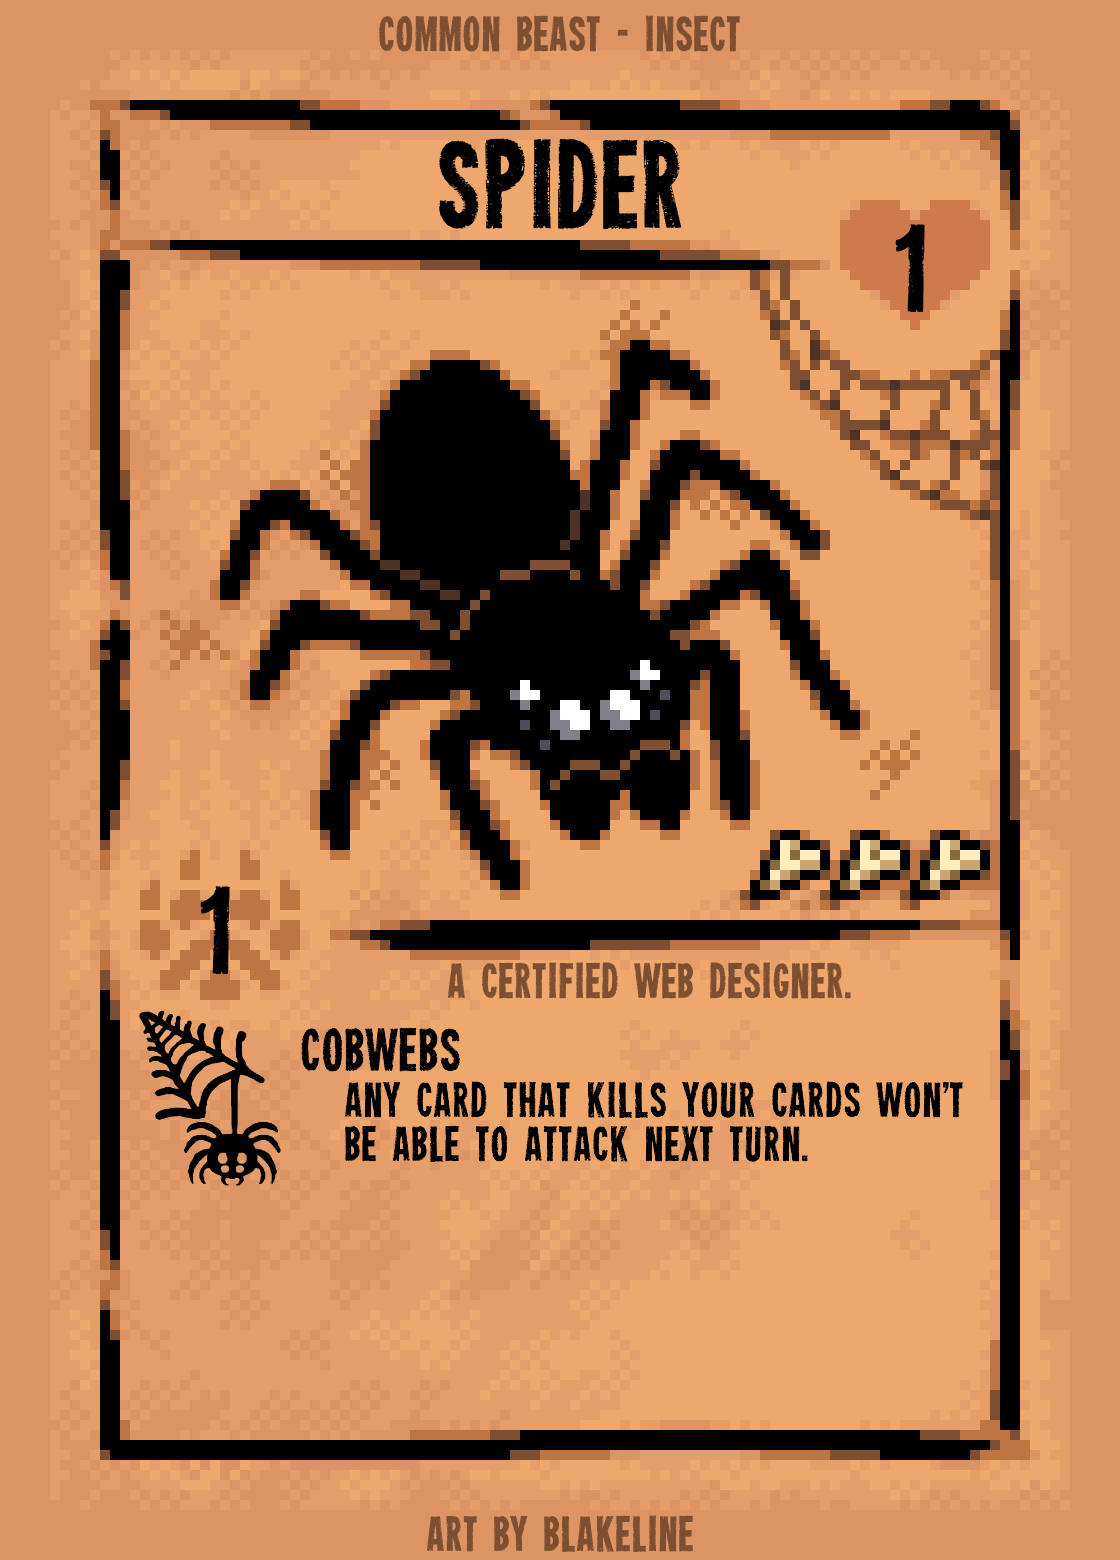 COMMON BEAST - INSECT
SPIDER
1
1
A CERTIFIED WEB DESIGNER.
COBWEBS
ANY CARD THAT KILLS YOUR CARDS WON'T
BE ABLE TO ATTACK NEXT TURN.
ART BY BLAKELINE